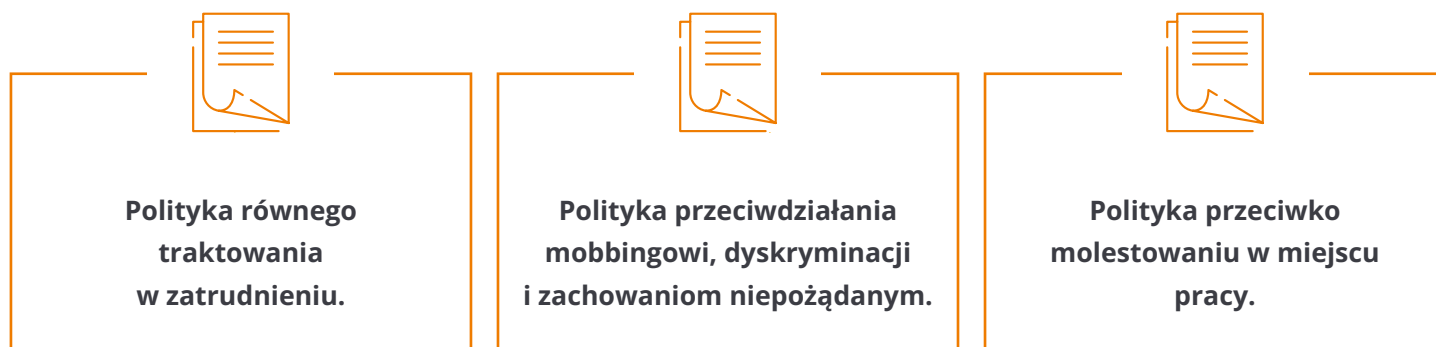 Polityka równego
traktowania
w zatrudnieniu.
Polityka przeciwdziałania
mobbingowi, dyskryminacji
i zachowaniom niepożądanym.
Polityka przeciwko
molestowaniu w miejscu
pracy.